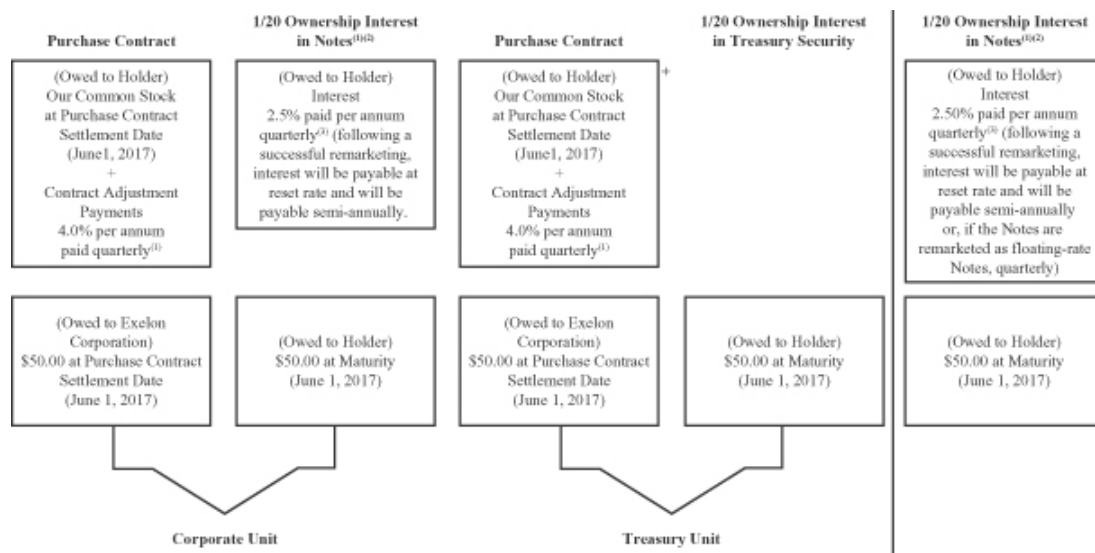 Purchase Contract
1/20 Ownership Interest
in Notes(1)(2)
Purchase Contract
1/20 Ownership Interest
in Treasury Security
1/20 Ownership Interest
in Notes(1)(2)
(Owed to Holder)
Our Common Stock
at Purchase Contract
Settlement Date
(June1, 2017)
+
Contract Adjustment
Payments
4.0% per annum
paid quarterly(1)
(Owed to Holder)
Interest
2.5% paid per annum
quarterly(3) (following a
successful remarketing,
interest will be payable at
reset rate and will be
payable semi-annually.
(Owed to Holder)
Our Common Stock
at Purchase Contract
Settlement Date
(June1, 2017)
+
Contract Adjustment
Payments
4.0% per annum
paid quarterly(1)
+
(Owed to Holder)
Interest
2.50% paid per annum
quarterly(3) (following a
successful remarketing,
interest will be payable at
reset rate and will be
payable semi-annually
or, if the Notes are
remarketed as floating-rate
Notes, quarterly)
(Owed to Exelon
Corporation)
$50.00 at Purchase Contract
Settlement Date
(June 1, 2017)
(Owed to Holder)
$50.00 at Maturity
(June 1, 2017)
(Owed to Exelon
Corporation)
$50.00 at Purchase Contract
Settlement Date
(June 1, 2017)
(Owed to Holder)
$50.00 at Maturity
(June 1, 2017)
(Owed to Holder)
$50.00 at Maturity
(June 1, 2017)
Corporate Unit
Treasury Unit